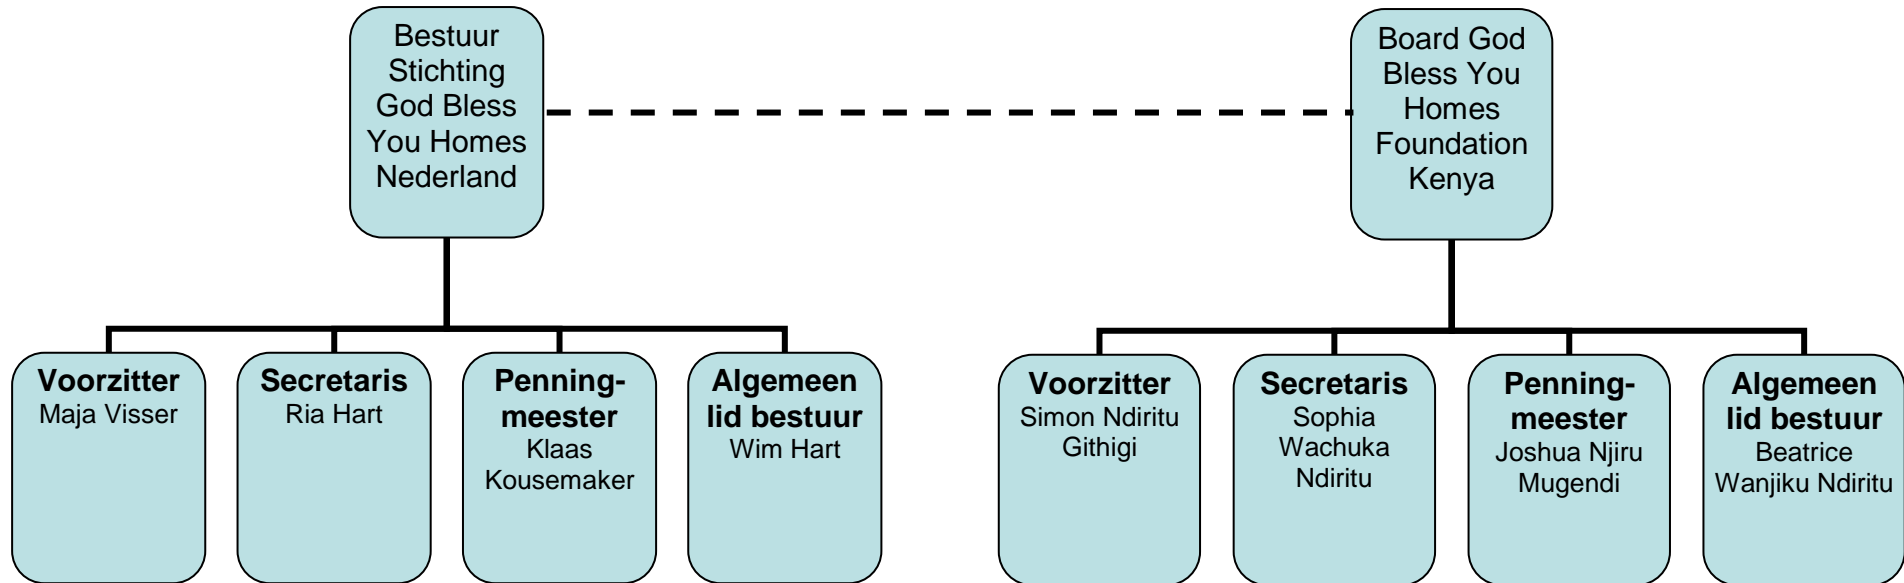 Bestuur
Stichting
God Bless
You Homes
Nederland
Board God
Bless You
Homes
Foundation
Kenya
Voorzitter
Maja Visser
Secretaris
Ria Hart
Penning-
meester
Klaas
Kousemaker
Algemeen
lid bestuur
Wim Hart
Voorzitter
Simon Ndiritu
Githigi
Secretaris
Sophia
Wachuka
Ndiritu
Penning-
meester
Joshua Njiru
Mugendi
Algemeen
lid bestuur
Beatrice
Wanjiku Ndiritu